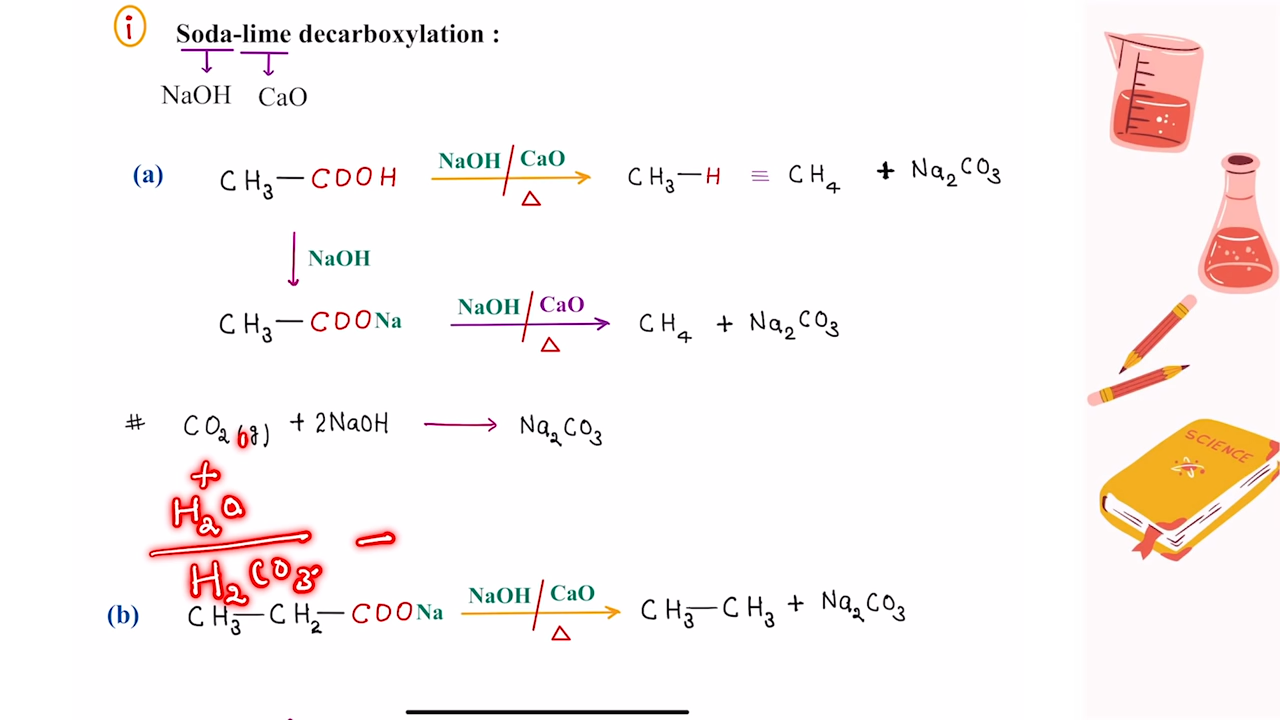 i Soda-lime decarboxylation :
NaOH CaO
(a) CH₃—COOH NaOH/CaO △ CH₃—H ≡ CH₄ + Na₂CO₃
NaOH
CH₃—COONa NaOH/CaO △ CH₄ + Na₂CO₃
# CO₂(g) + 2NaOH ⟶ Na₂CO₃
+
H₂O
H₂CO₃ —
(b) CH₃—CH₂—COONa NaOH/CaO △ CH₃—CH₃ + Na₂CO₃
SCIENCE